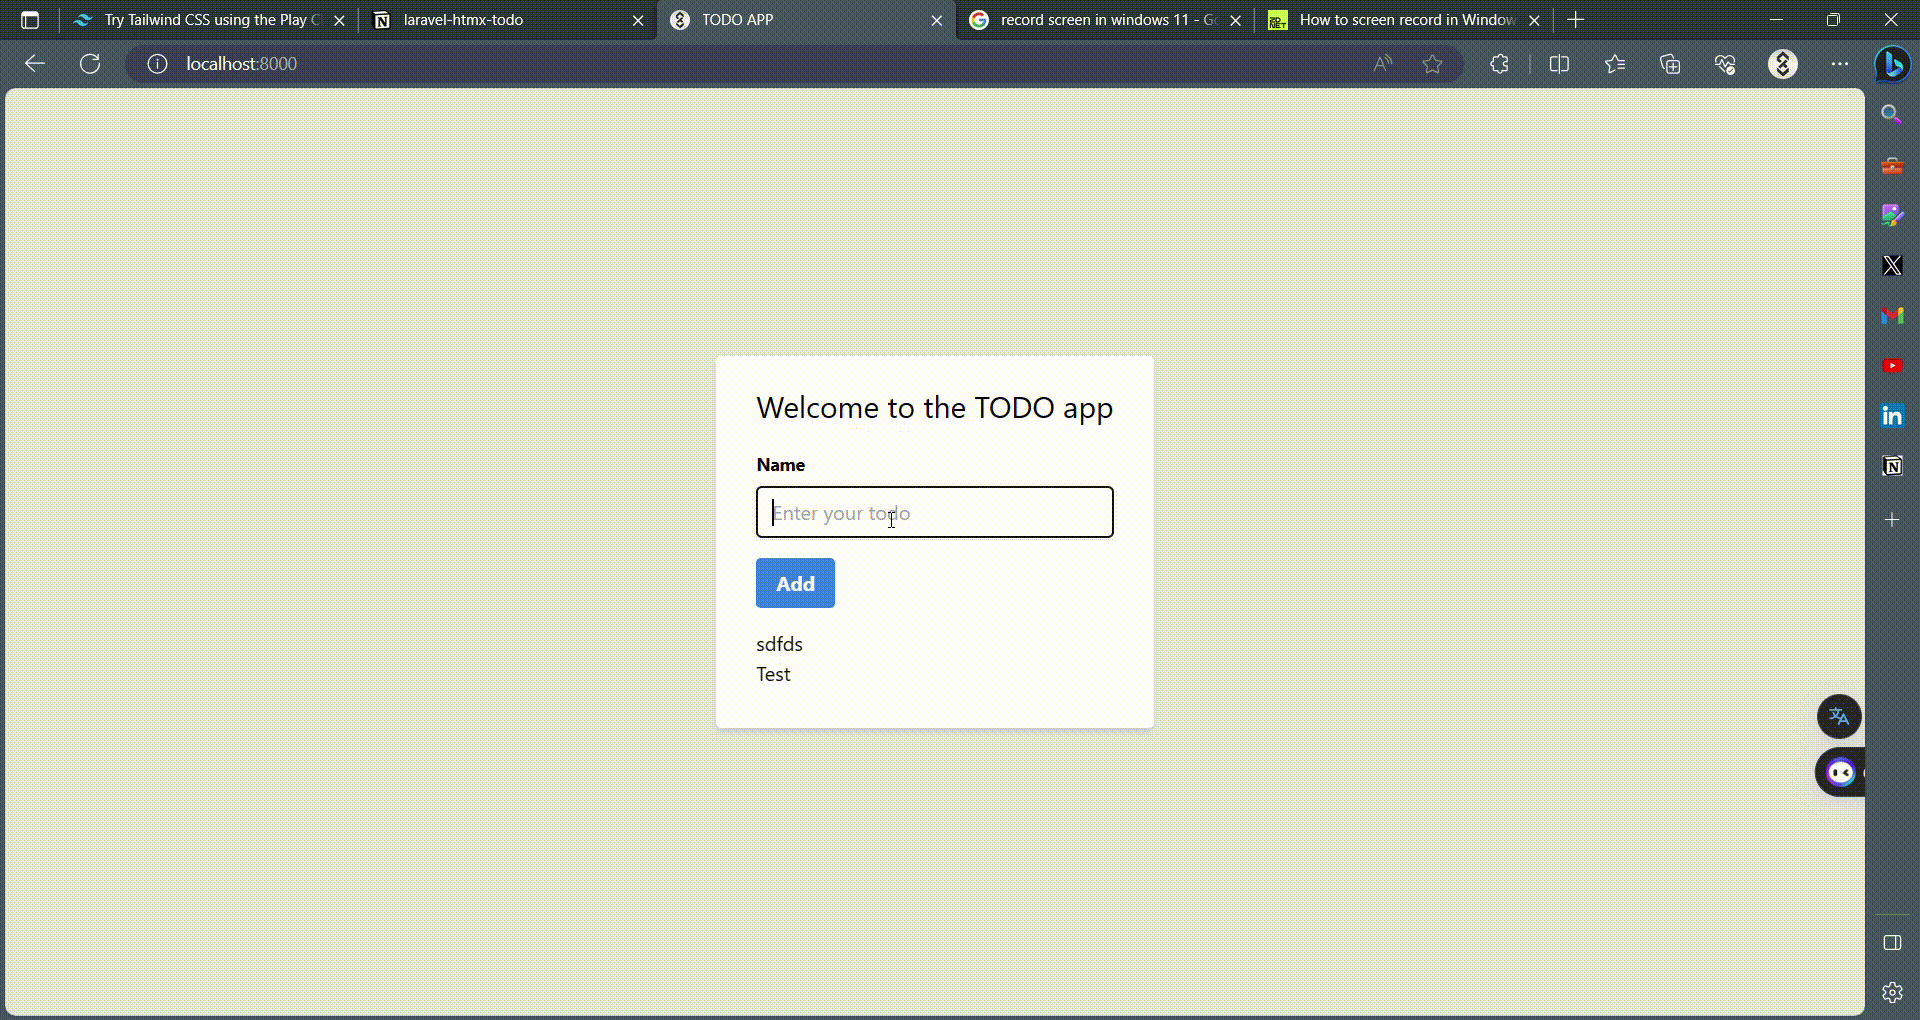 Try Tailwind CSS using the Play C
laravel-htmx-todo
TODO APP
record screen in windows 11 - Go
How to screen record in Window
localhost:8000
Welcome to the TODO app
Name
Enter your todo
Add
sdfds
Test